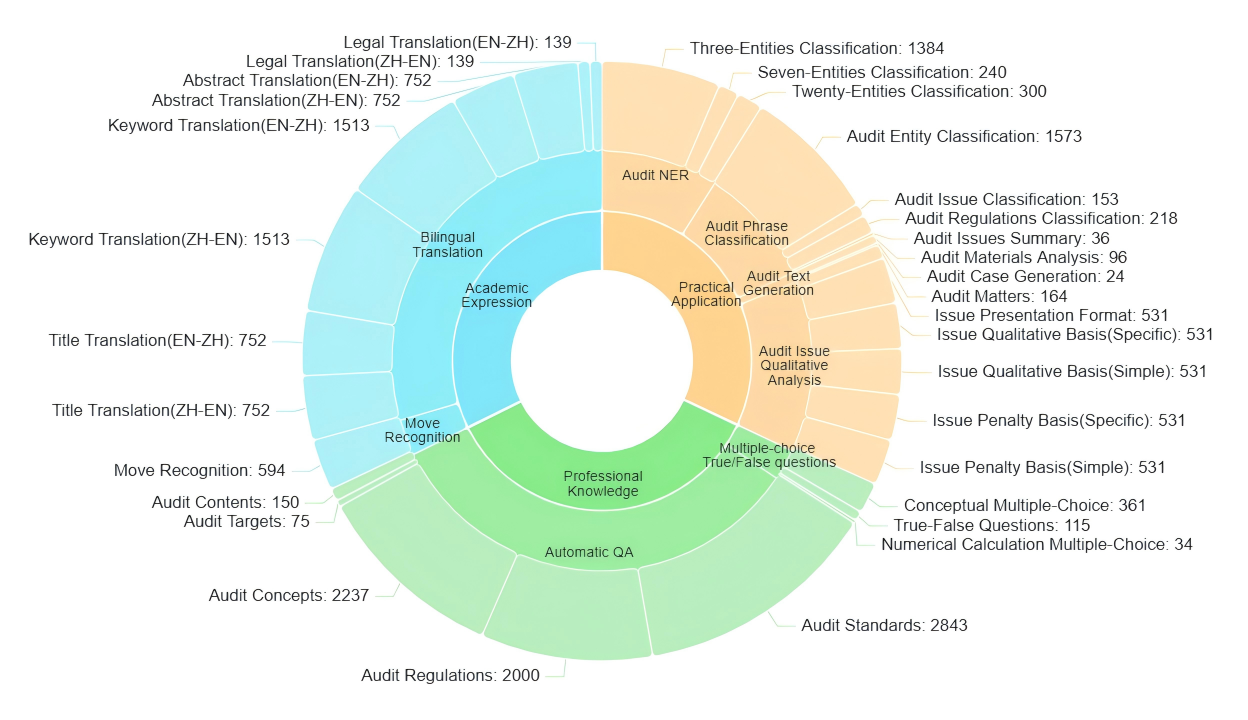 Legal Translation(EN-ZH): 139
Legal Translation(ZH-EN): 139
Abstract Translation(EN-ZH): 752
Abstract Translation(ZH-EN): 752
Keyword Translation(EN-ZH): 1513
Keyword Translation(ZH-EN): 1513
Title Translation(EN-ZH): 752
Title Translation(ZH-EN): 752
Move Recognition: 594
Audit Contents: 150
Audit Targets: 75
Audit Concepts: 2237
Audit Regulations: 2000
Three-Entities Classification: 1384
Seven-Entities Classification: 240
Twenty-Entities Classification: 300
Audit Entity Classification: 1573
Audit Issue Classification: 153
Audit Regulations Classification: 218
Audit Issues Summary: 36
Audit Materials Analysis: 96
Audit Case Generation: 24
Audit Matters: 164
Issue Presentation Format: 531
Issue Qualitative Basis(Specific): 531
Issue Qualitative Basis(Simple): 531
Issue Penalty Basis(Specific): 531
Issue Penalty Basis(Simple): 531
Conceptual Multiple-Choice: 361
True-False Questions: 115
Numerical Calculation Multiple-Choice: 34
Audit Standards: 2843
Audit NER
Audit Phrase
Classification
Audit Text
Generation
Audit Issue
Qualitative
Analysis
Practical
Application
Bilingual
Translation
Academic
Expression
Move
Recognition
Multiple-choice
True/False questions
Professional
Knowledge
Automatic QA